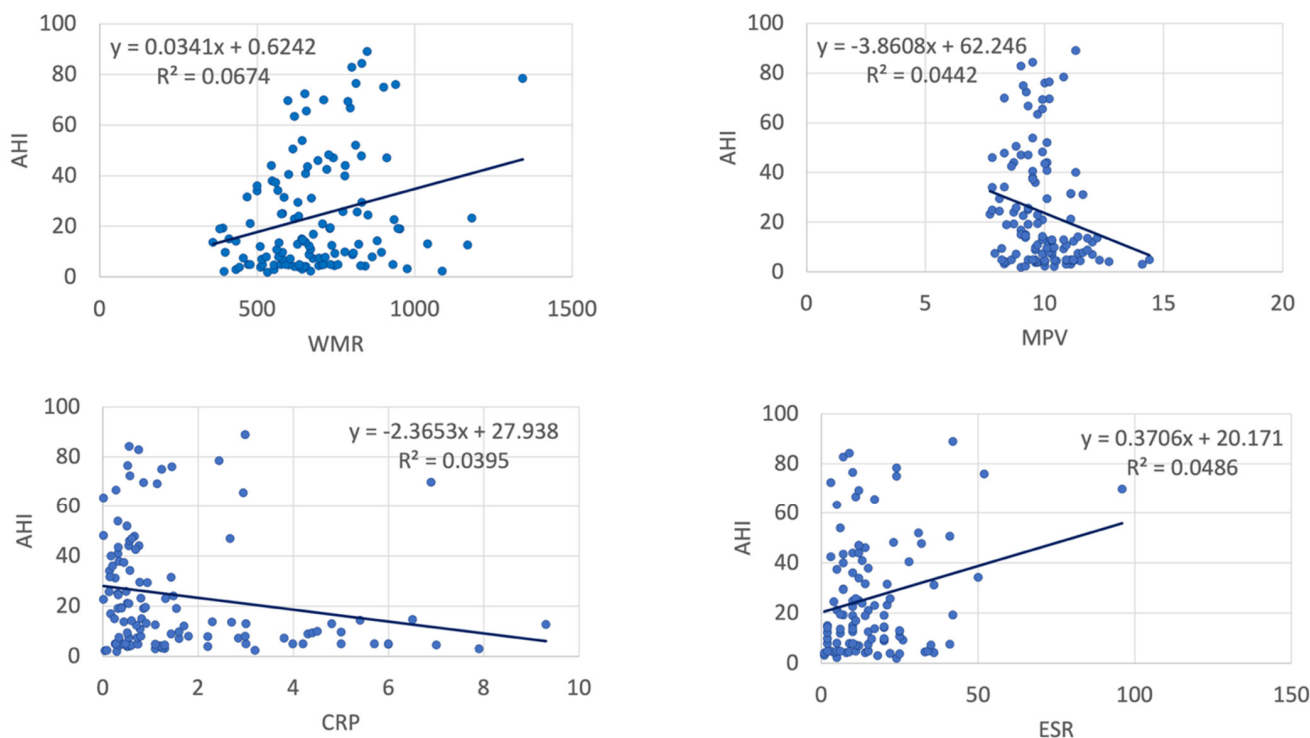 100
80
60
40
20
0
AHI
y = 0.0341x + 0.6242
R² = 0.0674
0 500 1000 1500
WMR
100
80
60
40
20
0
AHI
y = -3.8608x + 62.246
R² = 0.0442
0 5 10 15 20
MPV
100
80
60
40
20
0
AHI
y = -2.3653x + 27.938
R² = 0.0395
0 2 4 6 8 10
CRP
100
80
60
40
20
0
AHI
y = 0.3706x + 20.171
R² = 0.0486
0 50 100 150
ESR